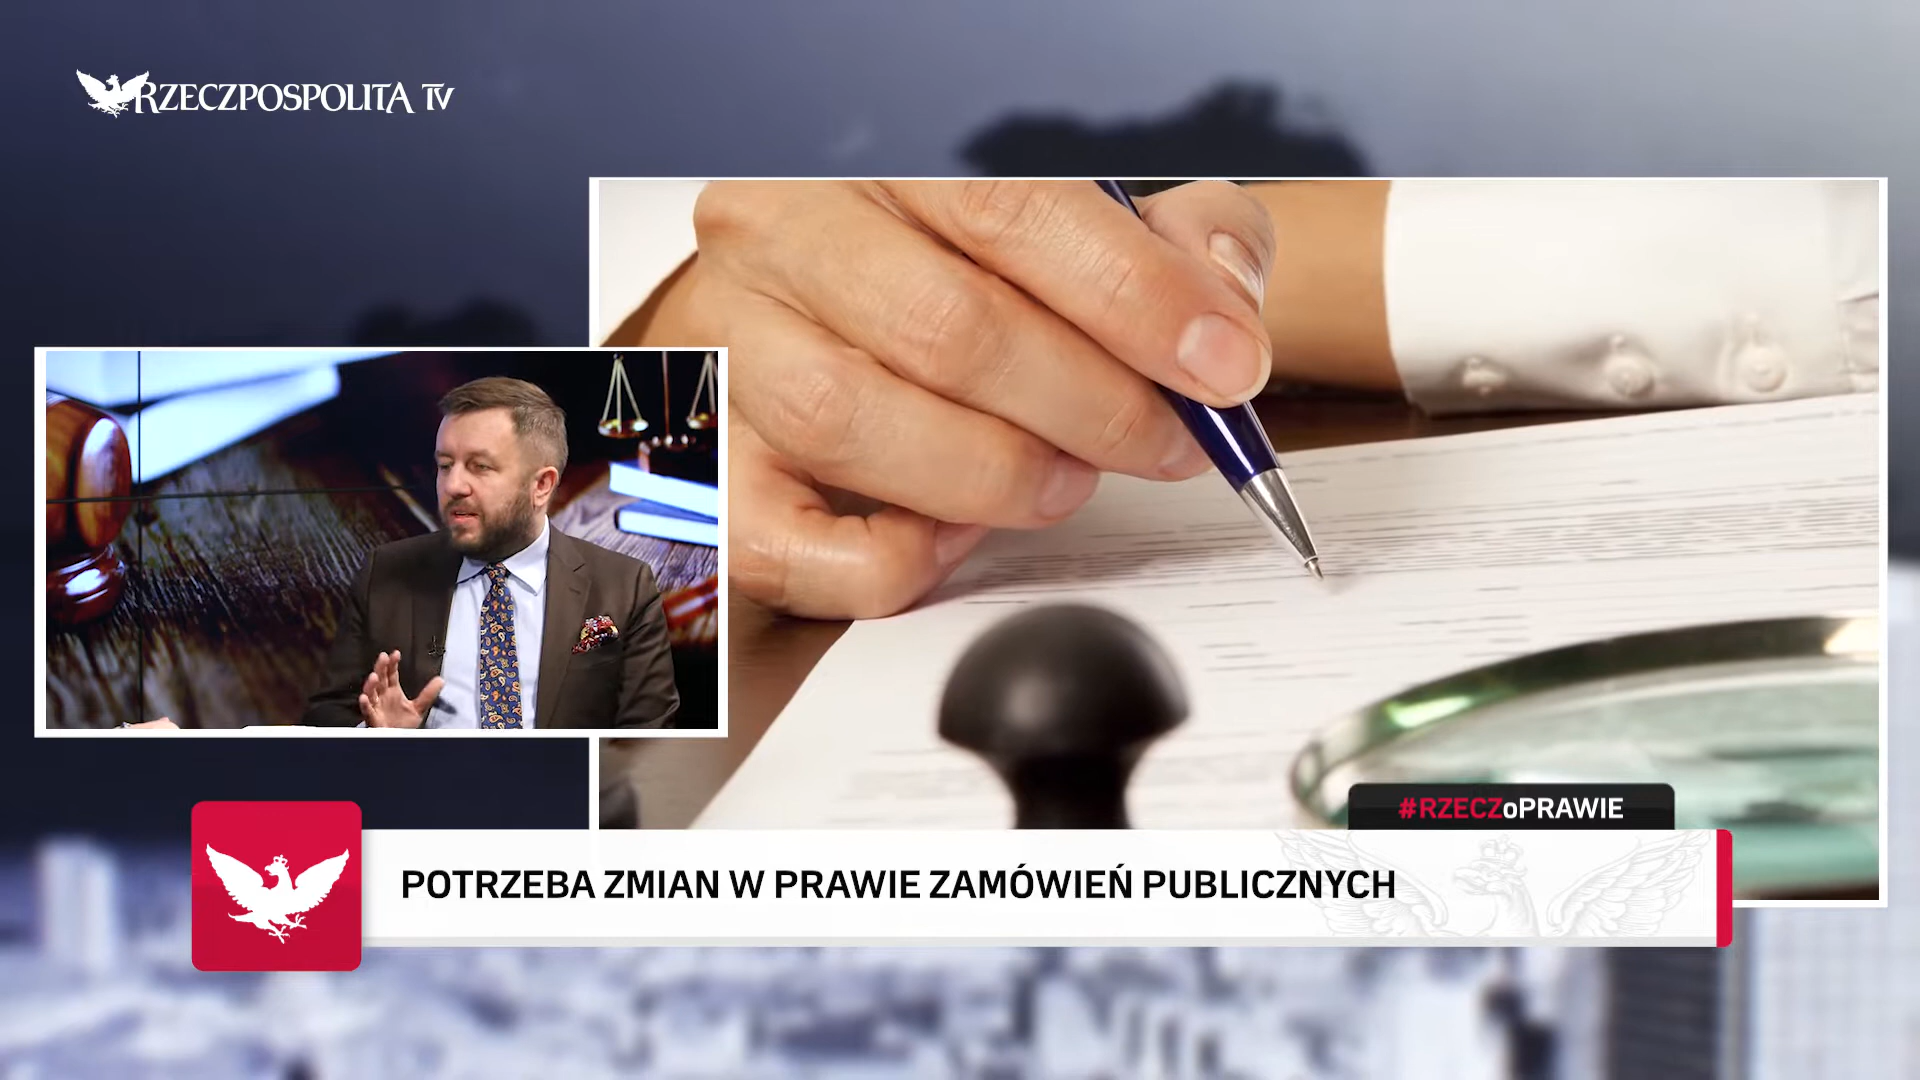 RZECZPOSPOLITA TV
#RZECZoPRAWIE
POTRZEBA ZMIAN W PRAWIE ZAMÓWIEŃ PUBLICZNYCH